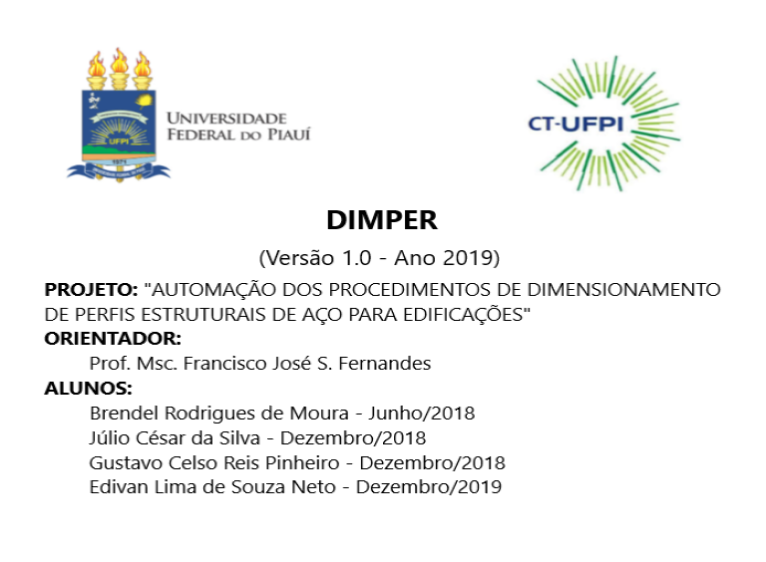 UFPI
1971
UNIVERSIDADE
FEDERAL DO PIAUÍ
CT-UFPI
DIMPER
(Versão 1.0 - Ano 2019)
PROJETO: "AUTOMAÇÃO DOS PROCEDIMENTOS DE DIMENSIONAMENTO
DE PERFIS ESTRUTURAIS DE AÇO PARA EDIFICAÇÕES"
ORIENTADOR:
Prof. Msc. Francisco José S. Fernandes
ALUNOS:
Brendel Rodrigues de Moura - Junho/2018
Júlio César da Silva - Dezembro/2018
Gustavo Celso Reis Pinheiro - Dezembro/2018
Edivan Lima de Souza Neto - Dezembro/2019